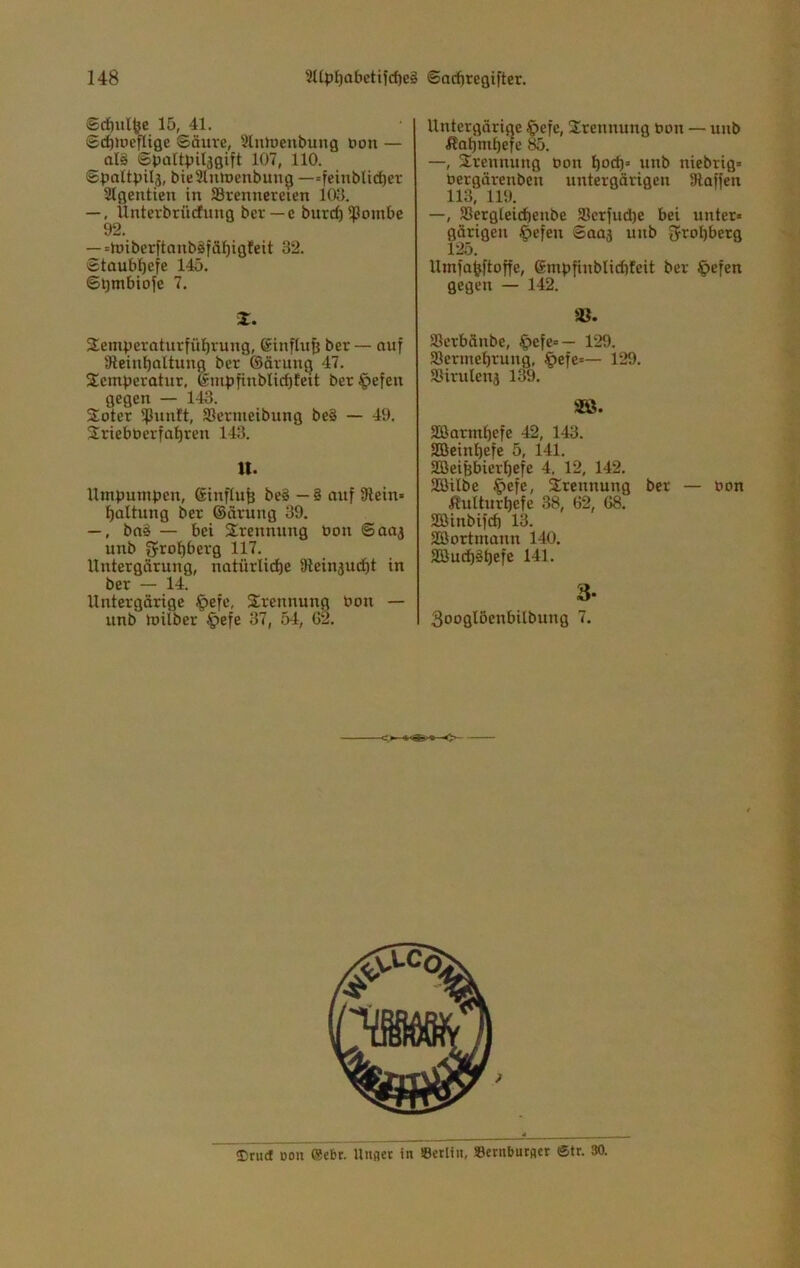 148 Alphabetisches Sachregister.
Schultze 15, 41.
Schweflige Säure, Anwenbung von —
als Spaltpilzgift 107, 110.
Spaltpilz, die Anwendung —=feindlicher
Agentien in Brennereien 103.
—, Unterdrückung der —e durch Pombe
92.
—=widerstandsfähigkeit 32.
Staubhefe 145.
Symbiose 7.
T.
Temperaturführung, Einfluß der — auf
Reinhaltung der Gärung 47.
Temperatur, Empfindlichkeit der Hefen
gegen — 143.
Toter Punkt, Vermeidung des — 49.
Triebverfahren 143.
U.
Umpumpen, Einfluß des —s auf Rein=
haltung der Gärung 39.
—, das — bei Trennung von Saaz
und Frohberg 117.
Untergärung, natürliche Reinzucht in
der — 14.
Untergärige Hefe, Trennung von —
und wilder Hefe 37, 54, 62.
Untergärige Hefe, Trennung von — und
Kahmhefe 85.
—, Trennung von hoch= und niedrig=
vergärenden untergärigen Rassen
113, 119.
—, Vergleichende Versuche bei unter=
gärigen Hefen Saaz und Frohberg
125.
Umsatzstoffe, Empfindlichkeit der Hefen
gegen — 142.
V.
Verbände, Hefe=— 129.
Vermehrung, Hefe=— 129.
Virulenz 139.
W.
Warmhefe 42, 143.
Weinhefe 5, 141.
Weißbierhefe 4, 12, 142.
Wilde Hefe, Trennung der — von
Kulturhefe 38, 62, 68.
Windisch 13.
Wortmann 140.
Wuchshefe 141.
Z.
Zooglöenbildung 7.
WELLCOME
LIBRARY
Druck von Gebr. Unger in Berlin, Bernburger Str. 30.